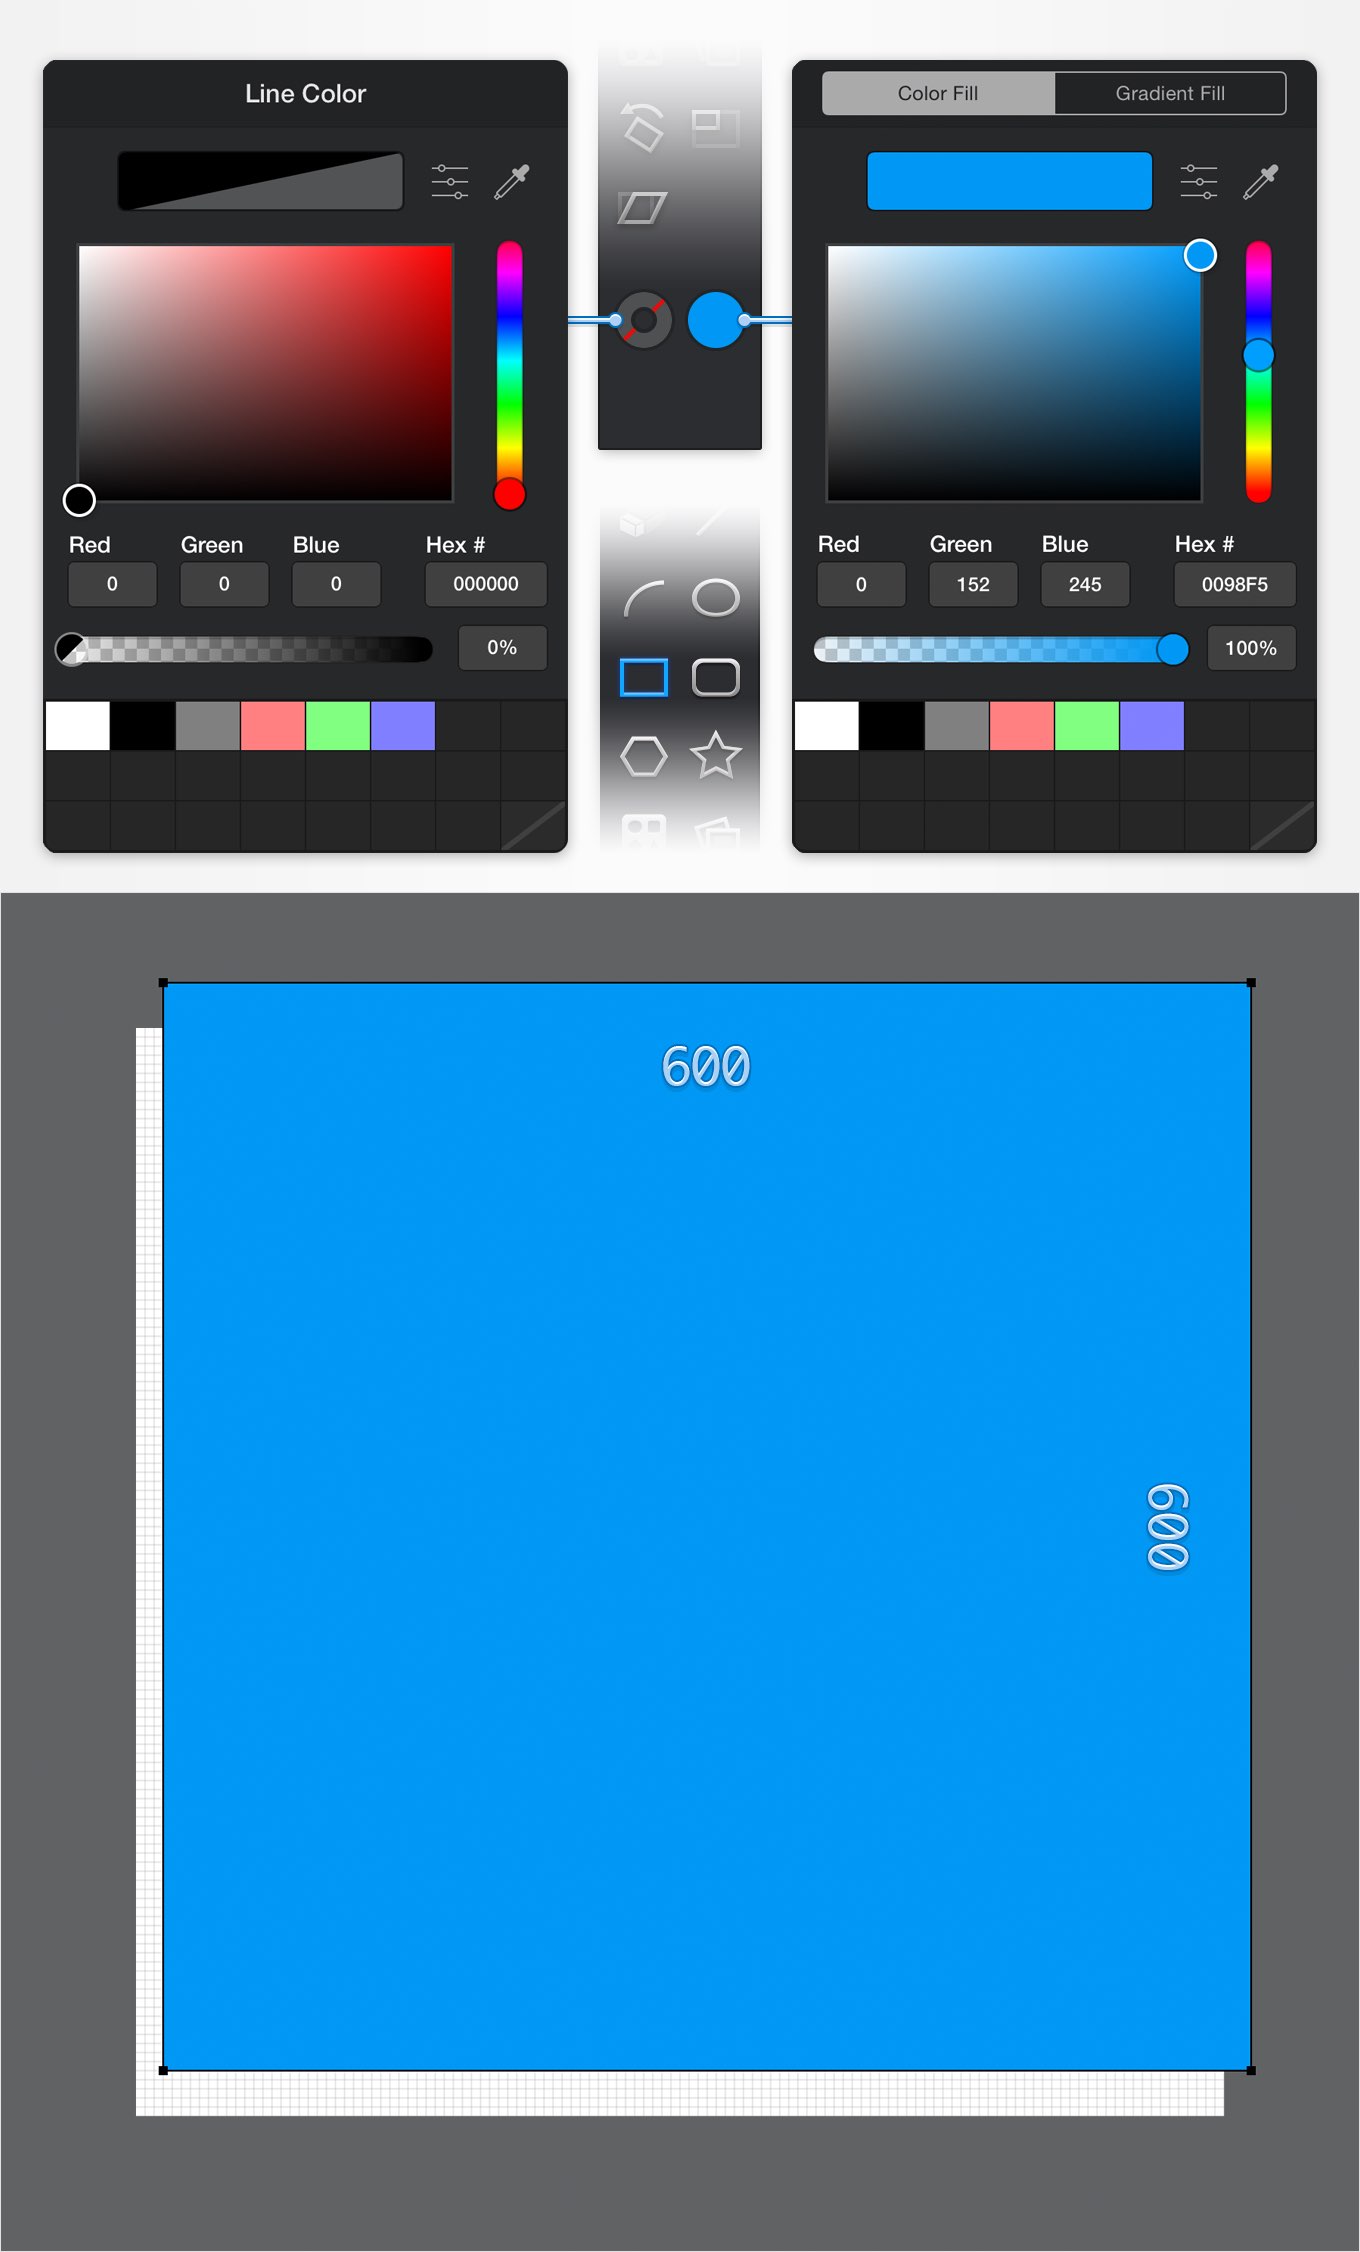 Line Color
Red Green Blue Hex #
0 0 0 000000
0%
Color Fill Gradient Fill
Red Green Blue Hex #
0 152 245 0098F5
100%
600
600